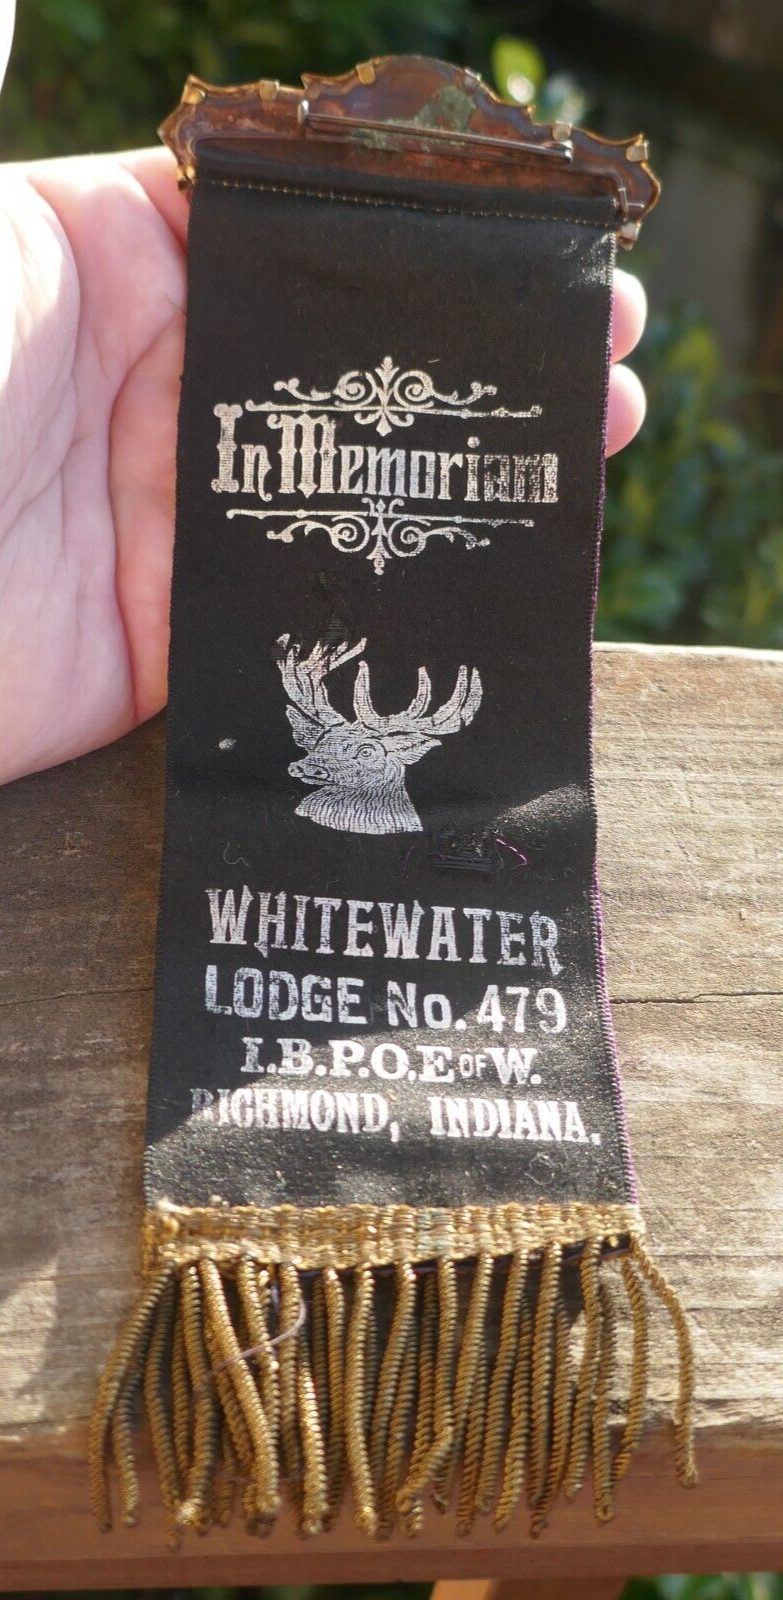 In Memoriam
WHITEWATER
LODGE No. 479
I.B.P.O.E OF W.
RICHMOND, INDIANA.